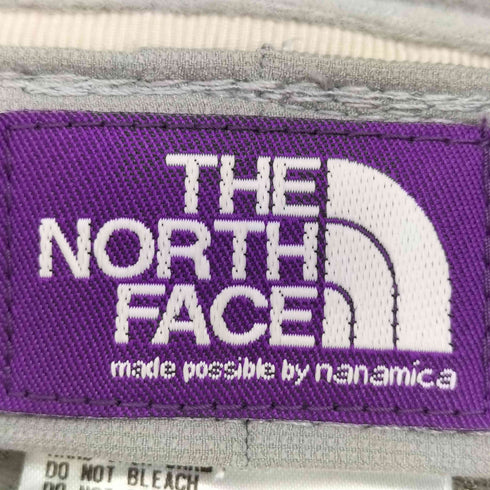 THE
NORTH
FACE
made possible by nanamica
DO NOT BLEACH